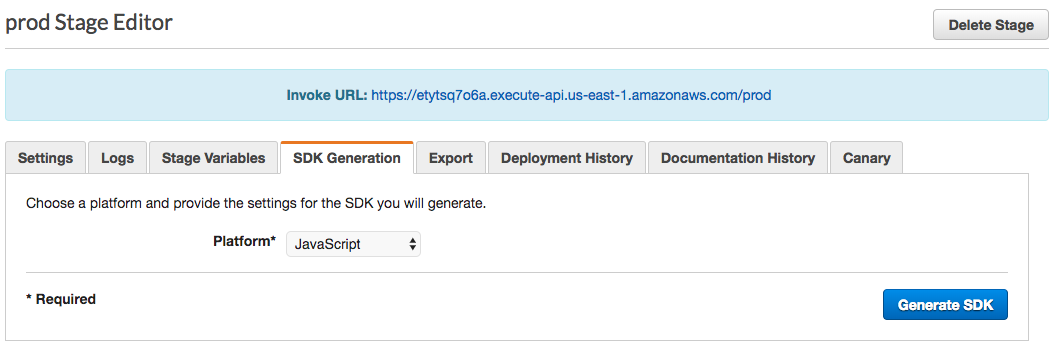 prod Stage Editor
Delete Stage
Invoke URL: https://etytsq7o6a.execute-api.us-east-1.amazonaws.com/prod
Settings Logs Stage Variables SDK Generation Export Deployment History Documentation History Canary
Choose a platform and provide the settings for the SDK you will generate.
Platform* JavaScript
* Required
Generate SDK